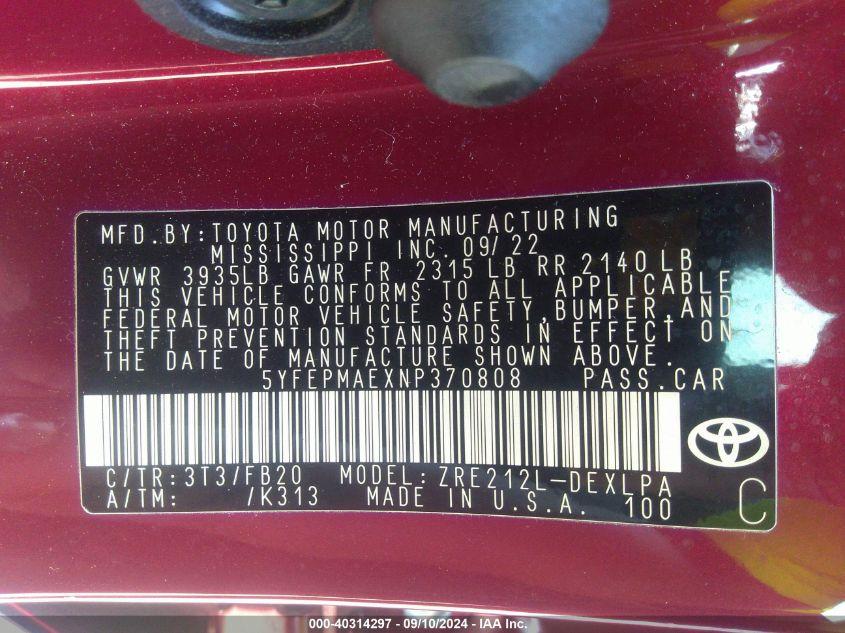 MFD.BY:TOYOTA MOTOR MANUFACTURING
MISSISSIPPI INC. 09/22
GVWR 3935LB GAWR FR 2315 LB RR 2140 LB
THIS VEHICLE CONFORMS TO ALL APPLICABLE
FEDERAL MOTOR VEHICLE SAFETY,BUMPER,AND
THEFT PREVENTION STANDARDS IN EFFECT ON
THE DATE OF MANUFACTURE SHOWN ABOVE.
5YFEPMAEXNP370808 PASS.CAR
C/TR:3T3/FB20 MODEL:ZRE212L-DEXLPA
A/TM: /K313 MADE IN U.S.A. 100
C
000-40314297 - 09/10/2024 - IAA Inc.